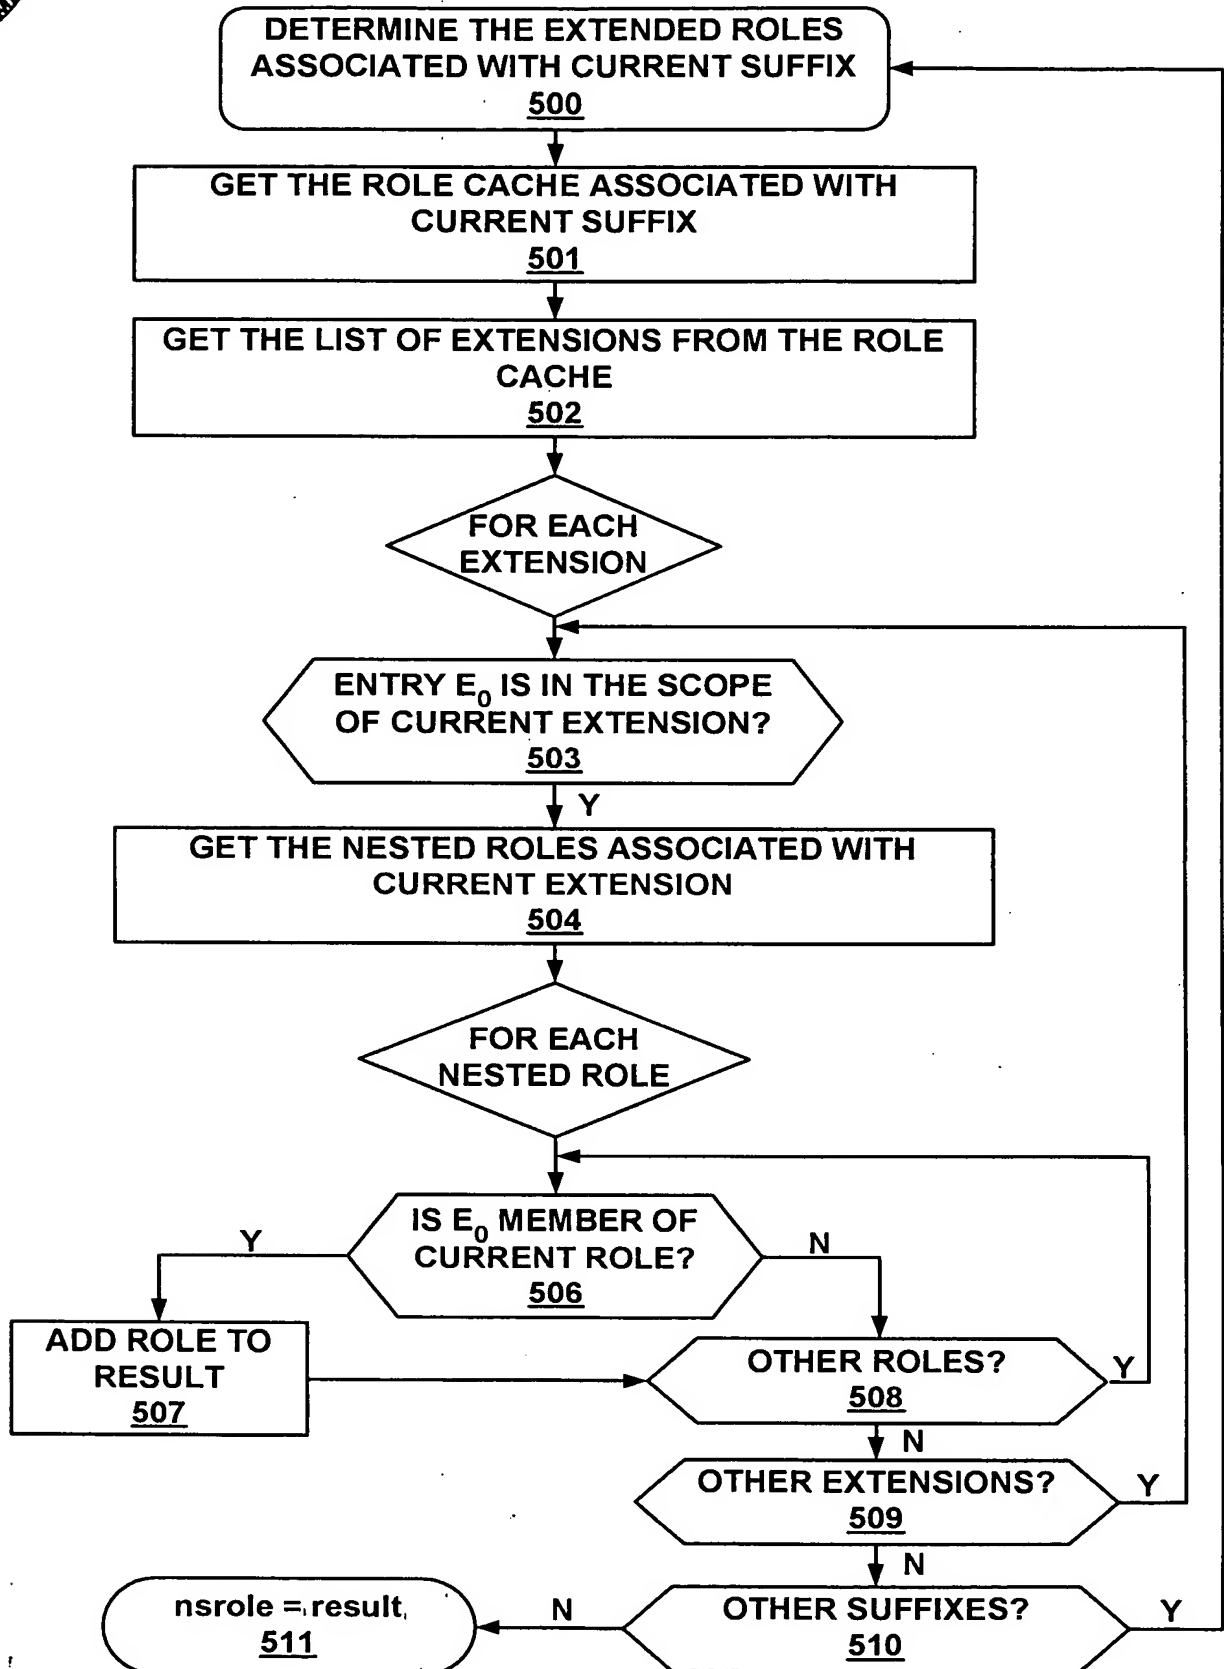 DETERMINE THE EXTENDED ROLES
ASSOCIATED WITH CURRENT SUFFIX
500
GET THE ROLE CACHE ASSOCIATED WITH
CURRENT SUFFIX
501
GET THE LIST OF EXTENSIONS FROM THE ROLE
CACHE
502
FOR EACH
EXTENSION
ENTRY E0 IS IN THE SCOPE
OF CURRENT EXTENSION?
503
Y
GET THE NESTED ROLES ASSOCIATED WITH
CURRENT EXTENSION
504
FOR EACH
NESTED ROLE
IS E0 MEMBER OF
CURRENT ROLE?
506
Y
N
ADD ROLE TO
RESULT
507
OTHER ROLES?
508
Y
N
OTHER EXTENSIONS?
509
Y
N
OTHER SUFFIXES?
510
Y
N
nsrole = result
511